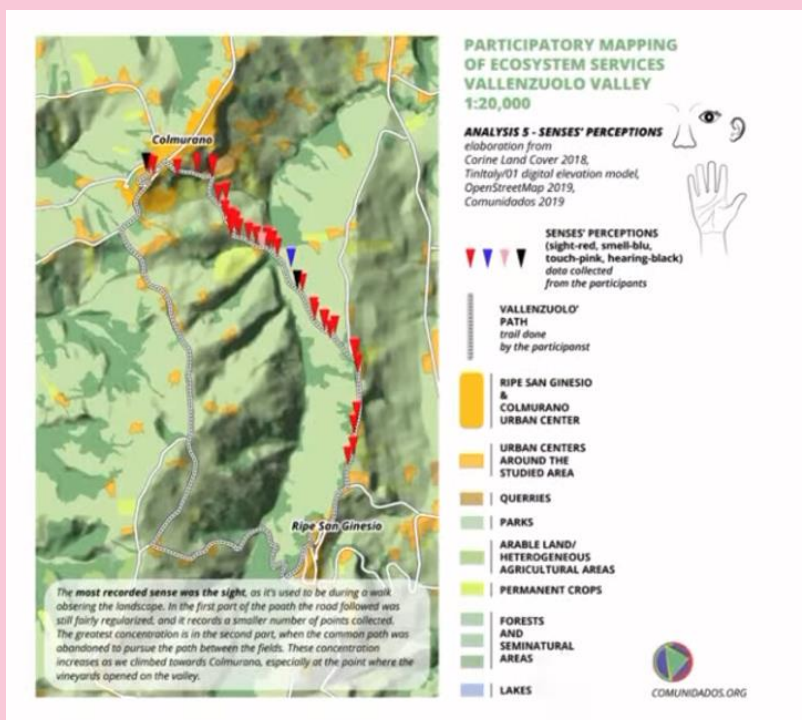 PARTICIPATORY MAPPING
OF ECOSYSTEM SERVICES
VALLENZUOLO VALLEY
1:20,000
ANALYSIS 5 - SENSES' PERCEPTIONS
elaboration from
Corine Land Cover 2018,
TinItaly/01 digital elevation model,
OpenStreetMap 2019,
Comunidados 2019
SENSES' PERCEPTIONS
(sight-red, smell-blu,
touch-pink, hearing-black)
data collected
from the participants
VALLENZUOLO'
PATH
trail done
by the participanst
RIPE SAN GINESIO
&
COLMURANO
URBAN CENTER
URBAN CENTERS
AROUND THE
STUDIED AREA
QUERRIES
PARKS
ARABLE LAND/
HETEROGENEOUS
AGRICULTURAL AREAS
PERMANENT CROPS
FORESTS
AND
SEMINATURAL
AREAS
LAKES
COMUNIDADOS.ORG
Colmurano
Ripe San Ginesio
The most recorded sense was the sight, as it's used to be during a walk
obsering the landscape. In the first part of the poath the road followed was
still fairly regularized, and it records a smaller number of points collected.
The greatest concentration is in the second part, when the common path was
abandoned to pursue the path between the fields. These concentration
increases as we climbed towards Colmurano, especially at the point where the
vineyards opened on the valley.